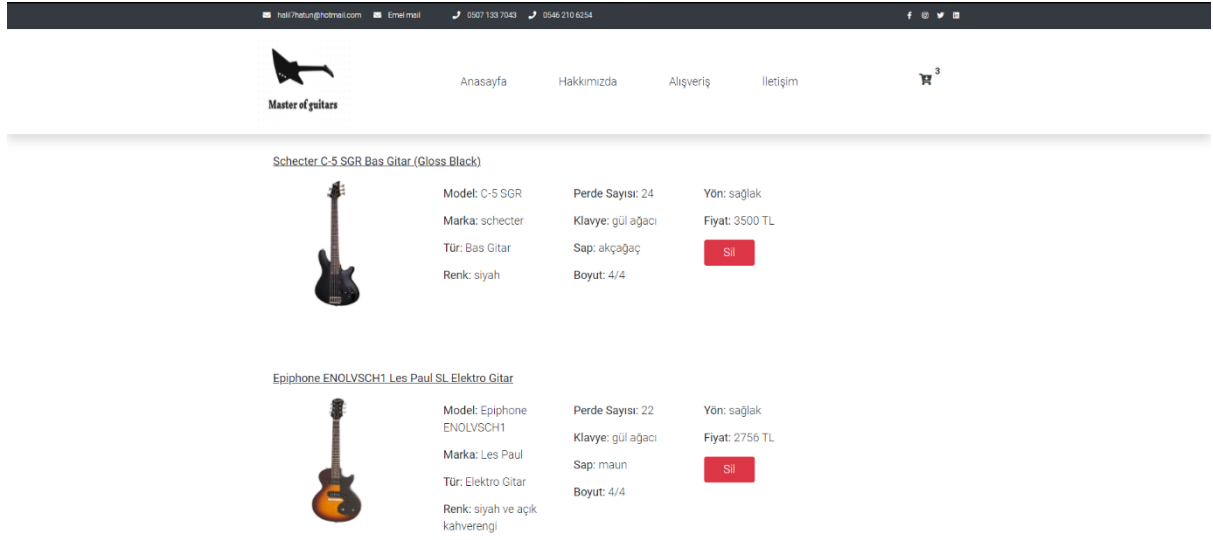 halil7hatun@hotmail.com Emel mail 0507 133 7043 0546 210 6254
Master of guitars
Anasayfa Hakkımızda Alışveriş İletişim 3
Schecter C-5 SGR Bas Gitar (Gloss Black)
Model: C-5 SGR Perde Sayısı: 24 Yön: sağlak
Marka: schecter Klavye: gül ağacı Fiyat: 3500 TL
Tür: Bas Gitar Sap: akçağaç Sil
Renk: siyah Boyut: 4/4
Epiphone ENOLVSCH1 Les Paul SL Elektro Gitar
Model: Epiphone ENOLVSCH1 Perde Sayısı: 22 Yön: sağlak
Marka: Les Paul Klavye: gül ağacı Fiyat: 2756 TL
Tür: Elektro Gitar Sap: maun Sil
Renk: siyah ve açık kahverengi Boyut: 4/4